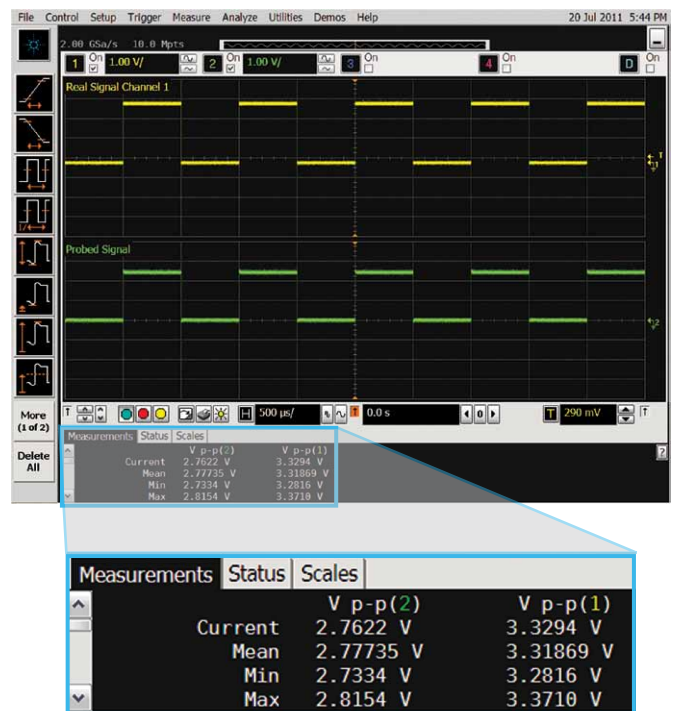 File Control Setup Trigger Measure Analyze Utilities Demos Help 20 Jul 2011 5:44 PM
2.00 GSa/s 10.0 Mpts
1 On 1.00 V/ 2 On 1.00 V/ 3 On 4 On D On
Real Signal Channel 1
T
1
Probed Signal
2
More
(1 of 2)
Delete
All
T H 500 µs/ 0.0 s 0 T 290 mV T
Measurements Status Scales
V p-p(2) V p-p(1)
Current 2.7622 V 3.3294 V
Mean 2.77735 V 3.31869 V
Min 2.7334 V 3.2816 V
Max 2.8154 V 3.3710 V
?
Measurements Status Scales
V p-p(2) V p-p(1)
Current 2.7622 V 3.3294 V
Mean 2.77735 V 3.31869 V
Min 2.7334 V 3.2816 V
Max 2.8154 V 3.3710 V